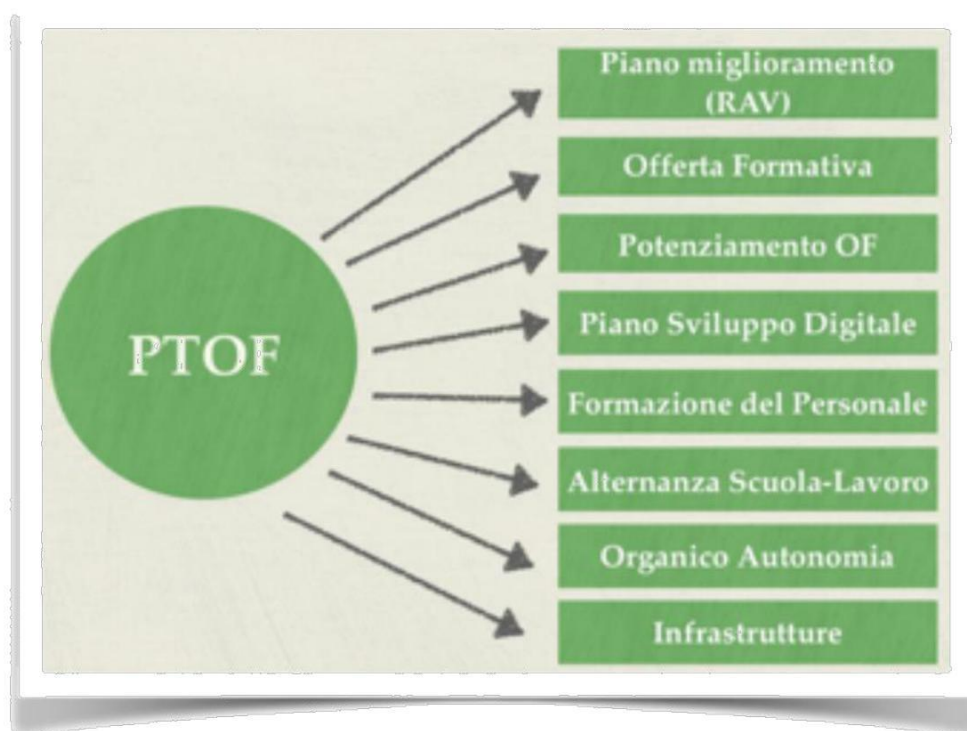 PTOF
Piano miglioramento
(RAV)
Offerta Formativa
Potenziamento OF
Piano Sviluppo Digitale
Formazione del Personale
Alternanza Scuola-Lavoro
Organico Autonomia
Infrastrutture